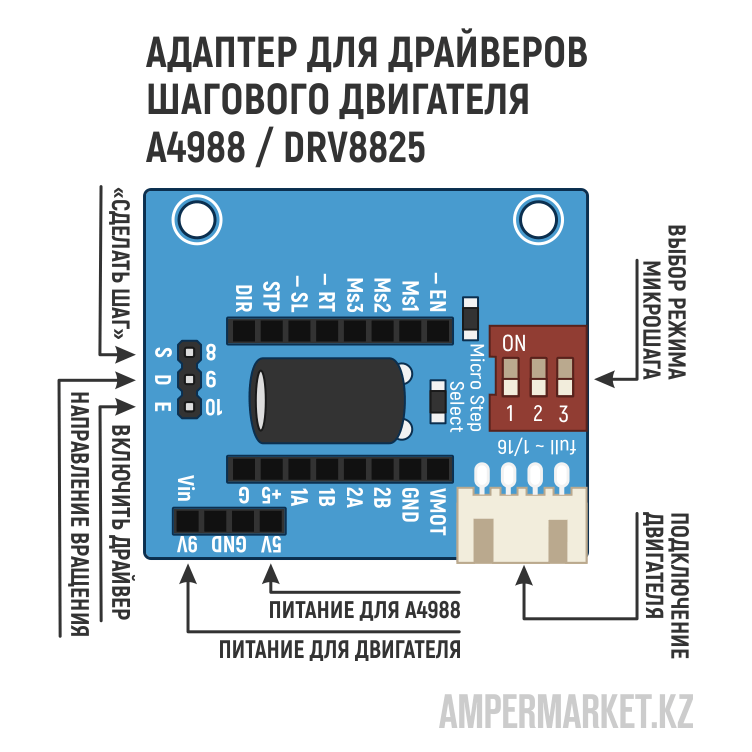 АДАПТЕР ДЛЯ ДРАЙВЕРОВ
ШАГОВОГО ДВИГАТЕЛЯ
A4988 / DRV8825
«СДЕЛАТЬ ШАГ»
НАПРАВЛЕНИЕ ВРАЩЕНИЯ
ВКЛЮЧИТЬ ДРАЙВЕР
DIR
STP
– SL
– RT
Ms3
Ms2
Ms1
– EN
S 8
D 9
E 10
Micro Step
Select
ON
1 2 3
full ~ 1/16
ВЫБОР РЕЖИМА
МИКРОШАГА
Vin
G
+5
1A
1B
2A
2B
GND
VMOT
9V GND 5V
ПОДКЛЮЧЕНИЕ
ДВИГАТЕЛЯ
ПИТАНИЕ ДЛЯ A4988
ПИТАНИЕ ДЛЯ ДВИГАТЕЛЯ
AMPERMARKET.KZ